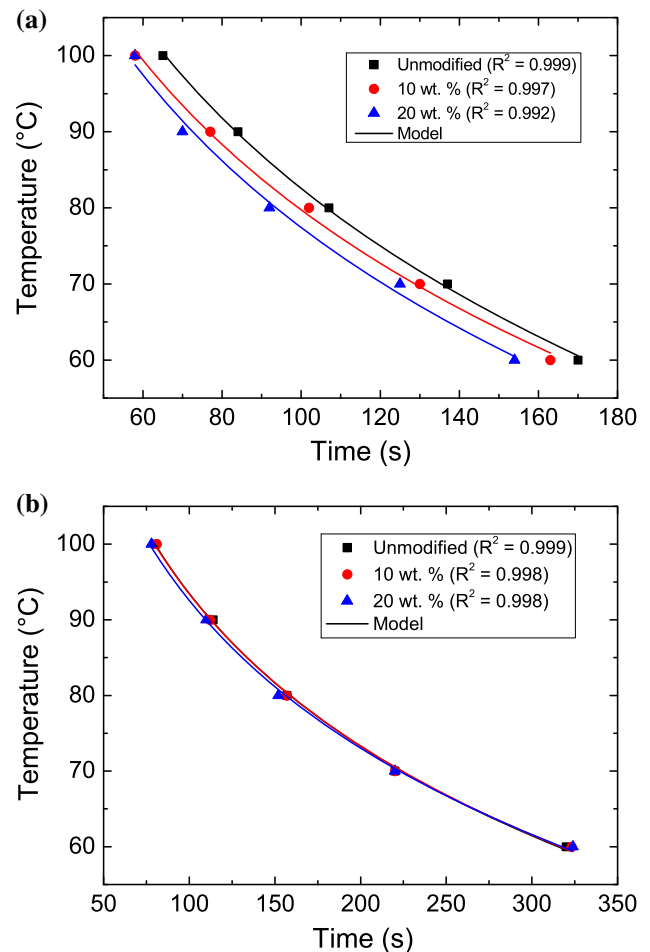 (a)
100
90
80
70
60
Temperature (°C)
Unmodified (R² = 0.999)
10 wt. % (R² = 0.997)
20 wt. % (R² = 0.992)
Model
60 80 100 120 140 160 180
Time (s)
(b)
100
90
80
70
60
Temperature (°C)
Unmodified (R² = 0.999)
10 wt. % (R² = 0.998)
20 wt. % (R² = 0.998)
Model
50 100 150 200 250 300 350
Time (s)